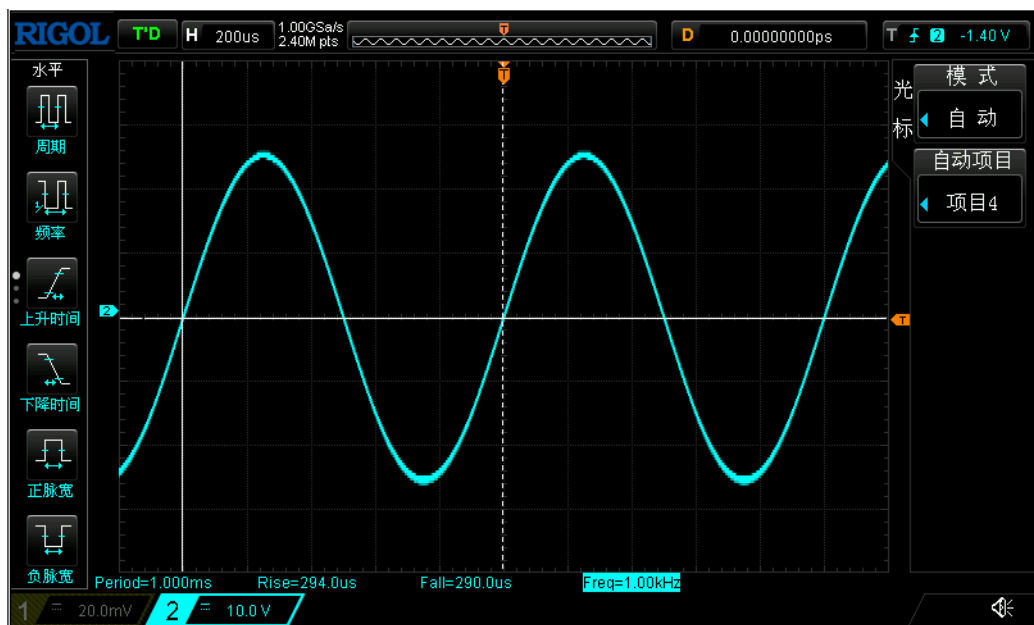 RIGOL T'D H 200us 1.00GSa/s 2.40M pts T D 0.00000000ps T 2 -1.40 V
水平
周期
频率
上升时间
下降时间
正脉宽
负脉宽
T
2
T
Period=1.000ms Rise=294.0us Fall=290.0us Freq=1.00kHz
1 20.0mV 2 10.0 V
光标
模式
自动
自动项目
项目4